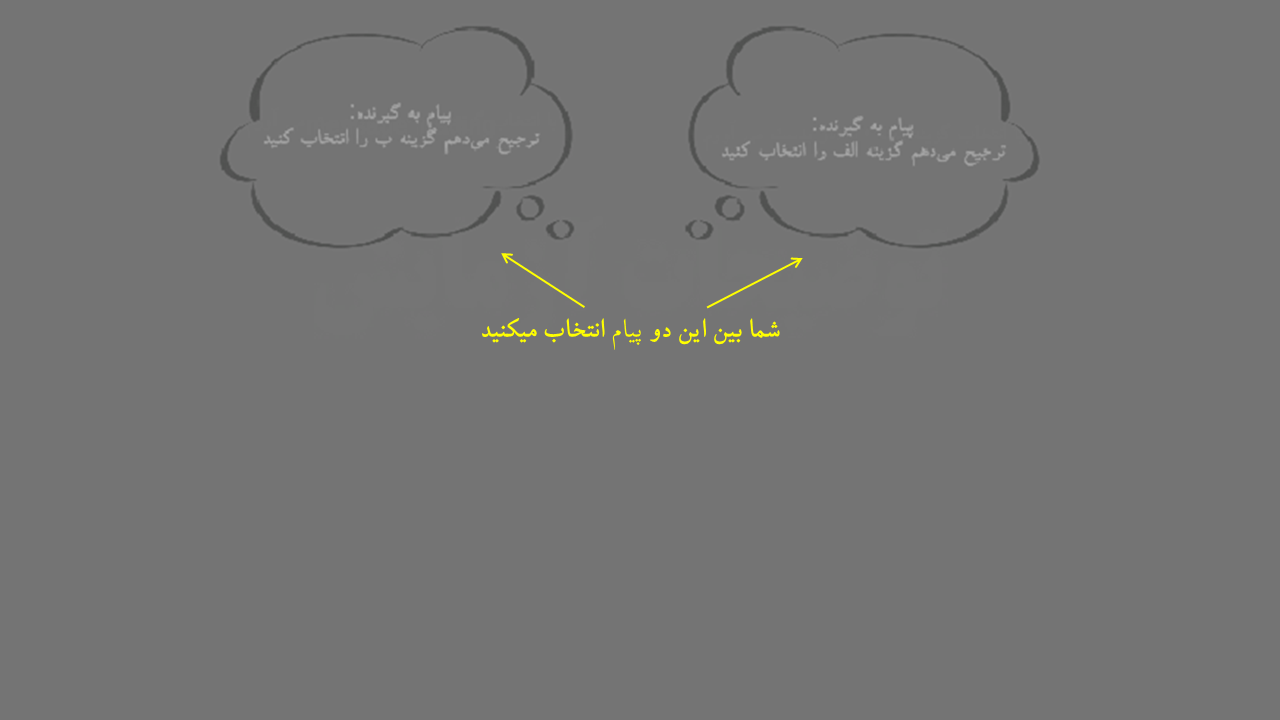 پیام به گیرنده:
ترجیح می‌دهم گزینه الف را انتخاب کنید
پیام به گیرنده:
ترجیح می‌دهم گزینه ب را انتخاب کنید
شما بین این دو پیام انتخاب میکنید